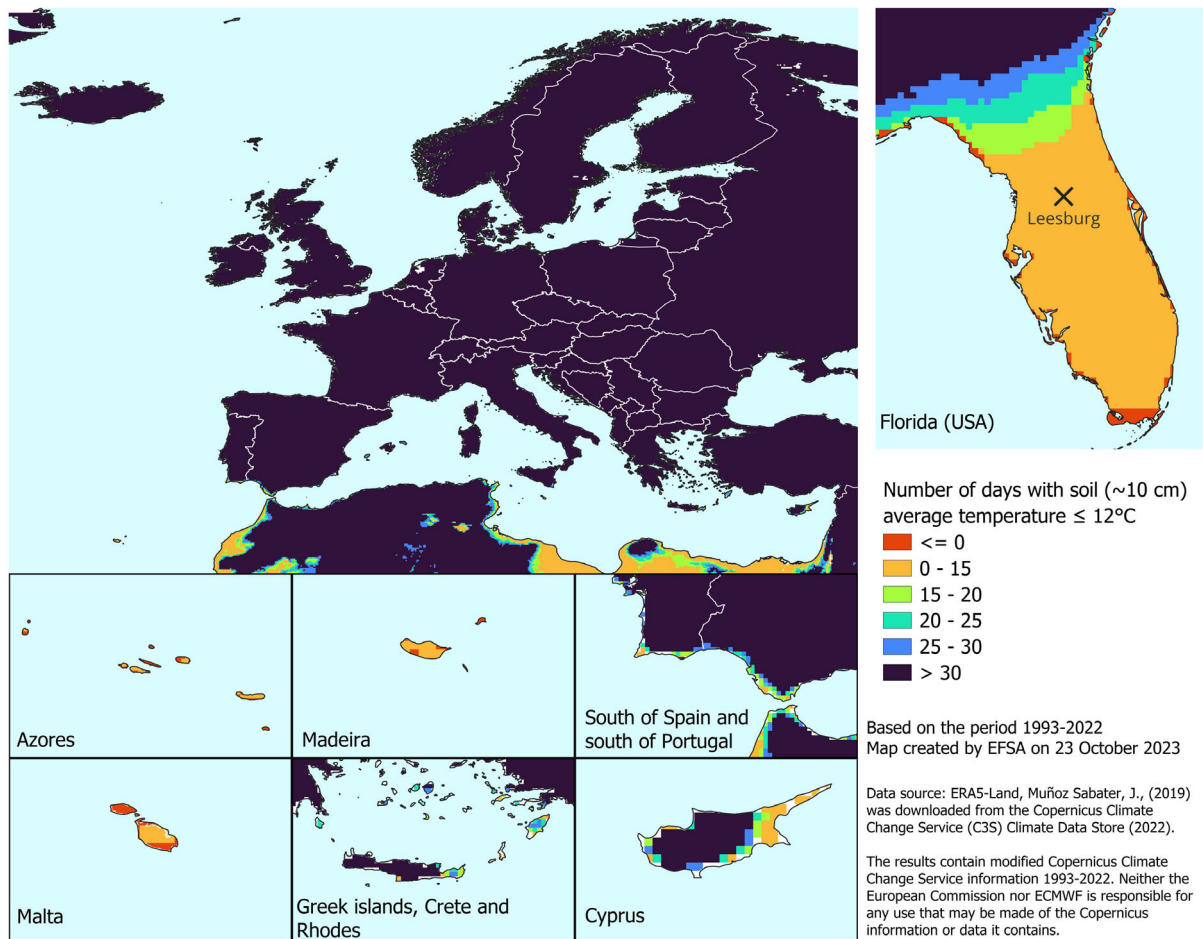 Leesburg
Florida (USA)
Number of days with soil (~10 cm)
average temperature ≤ 12°C
<= 0
0 - 15
15 - 20
20 - 25
25 - 30
> 30
Based on the period 1993-2022
Map created by EFSA on 23 October 2023
Data source: ERA5-Land, Muñoz Sabater, J., (2019)
was downloaded from the Copernicus Climate
Change Service (C3S) Climate Data Store (2022).
The results contain modified Copernicus Climate
Change Service information 1993-2022. Neither the
European Commission nor ECMWF is responsible for
any use that may be made of the Copernicus
information or data it contains.
Azores
Madeira
South of Spain and
south of Portugal
Malta
Greek islands, Crete and
Rhodes
Cyprus